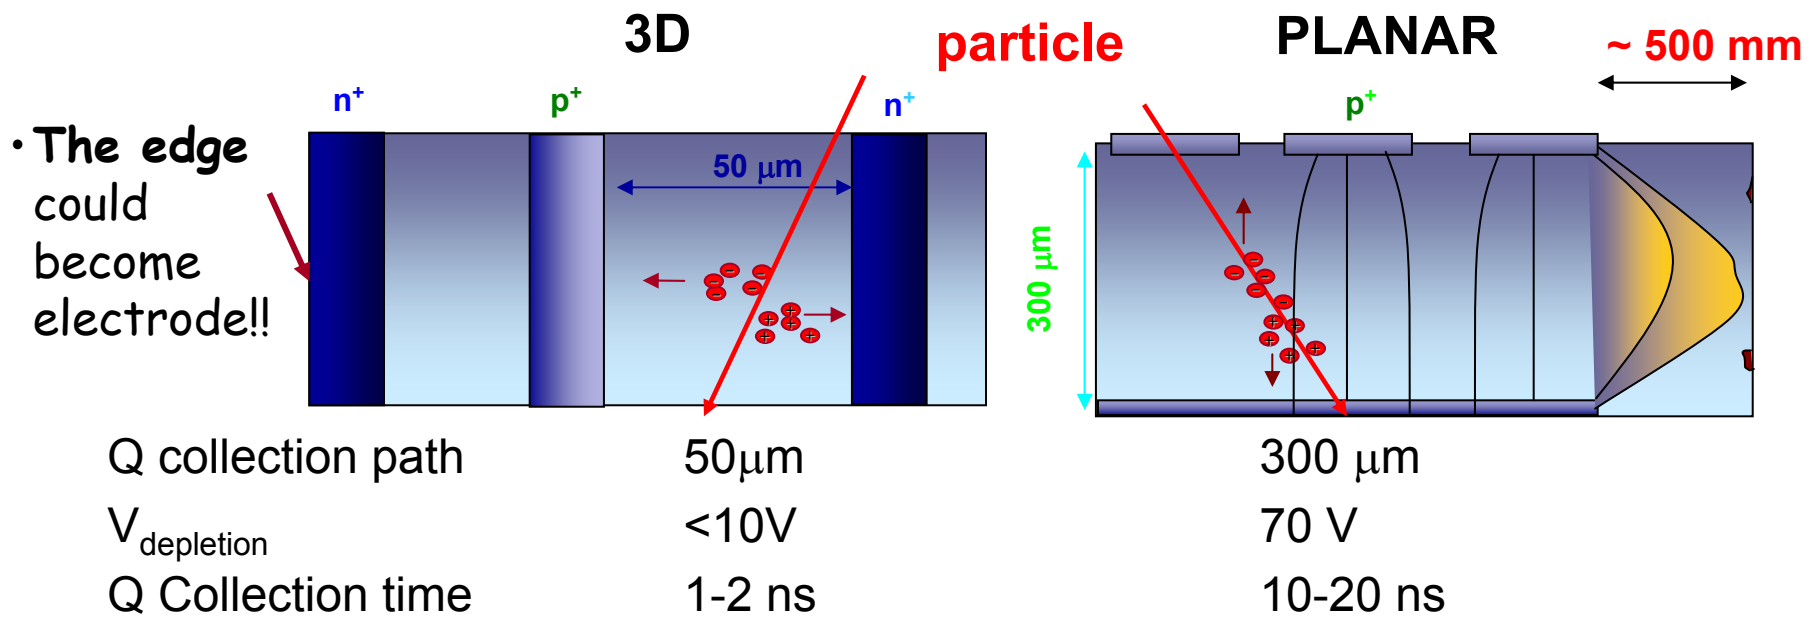 3D
particle
PLANAR
~ 500 mm
n+
p+
n+
p+
• The edge
could
become
electrode!!
50 μm
300 μm
Q collection path 50μm 300 μm
Vdepletion <10V 70 V
Q Collection time 1-2 ns 10-20 ns